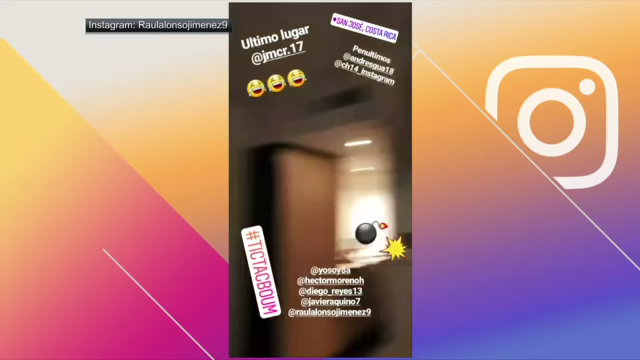 Instagram: Raulalonsojimenez9
Ultimo lugar
@jmcr.17
SAN JOSÉ, COSTA RICA
Penultimos
@andresgua18
@ch14_instagram
#TICTACBOUM
@yosoy8a
@hectormorenoh
@diego_reyes13
@javieraquino7
@raulalonsojimenez9